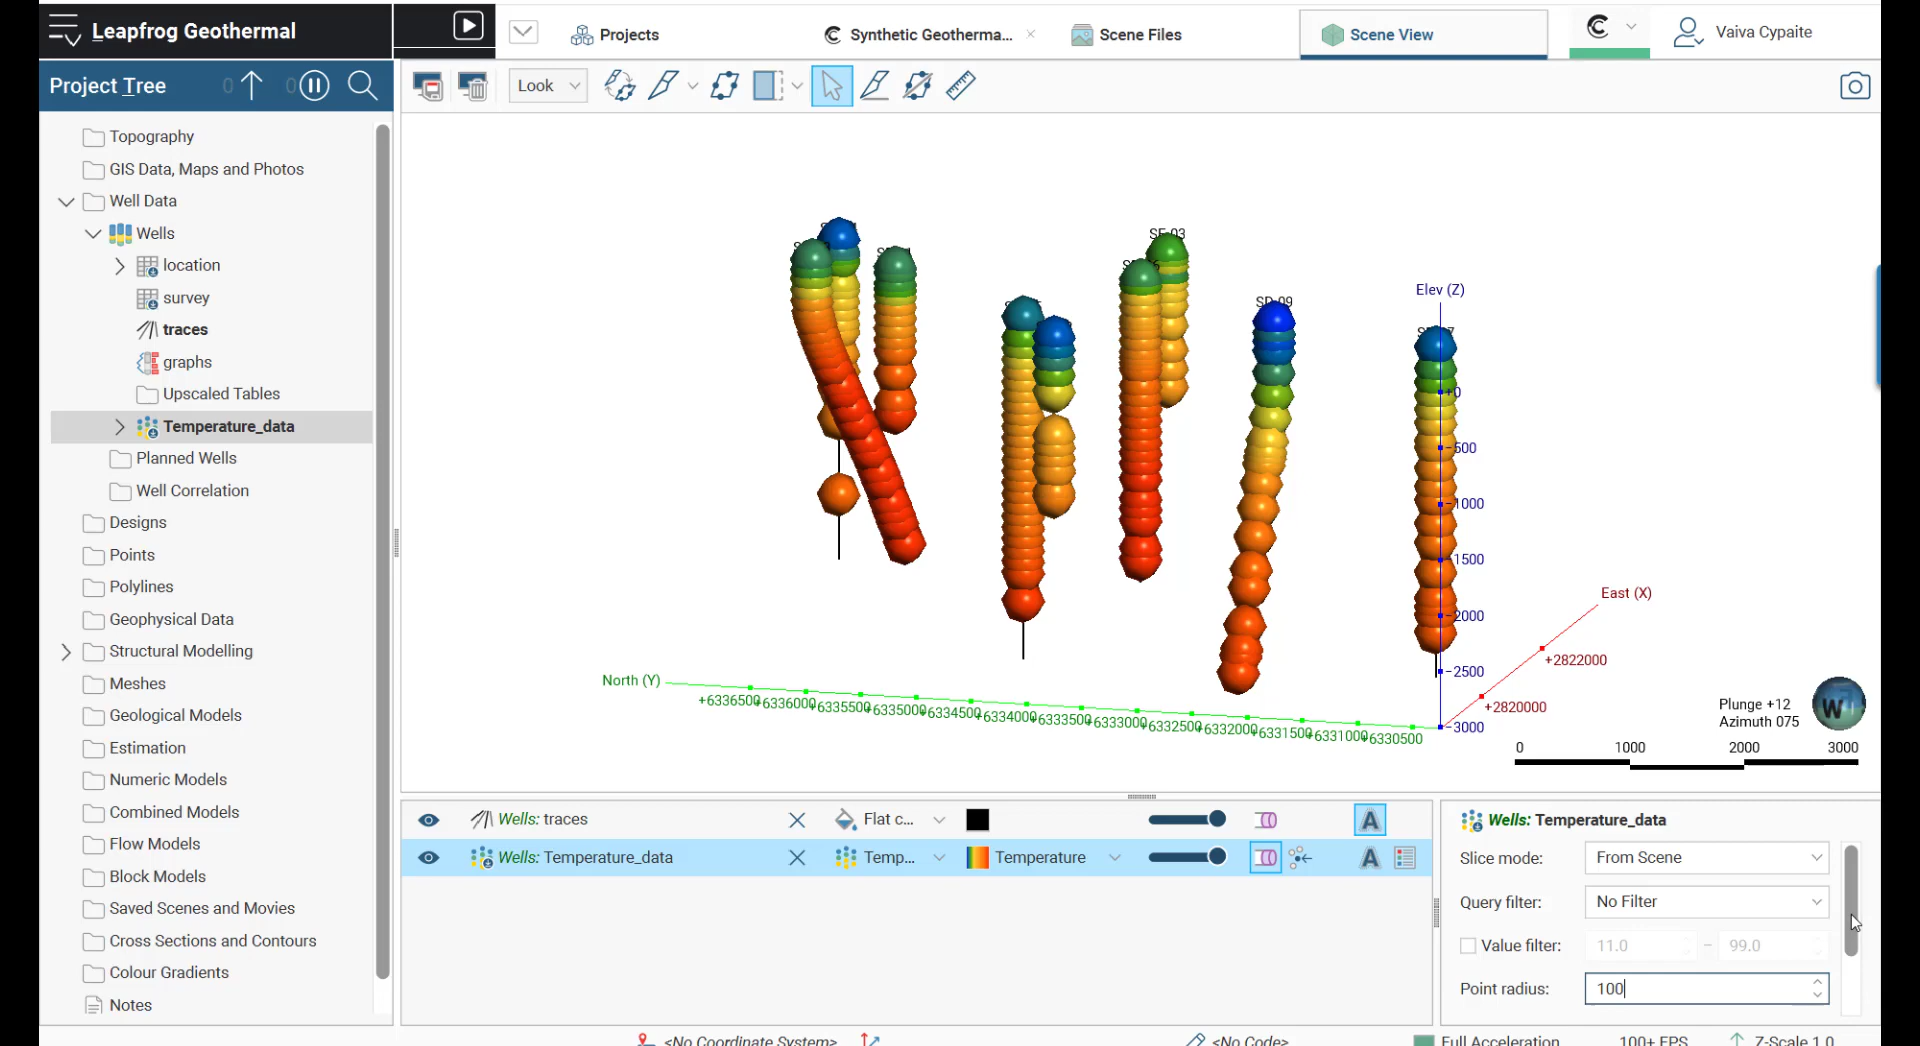 Leapfrog Geothermal
Projects
Synthetic Geotherma...
Scene Files
Scene View
Vaiva Cypaite
Project Tree
0
0
Look
Topography
GIS Data, Maps and Photos
Well Data
Wells
location
survey
traces
graphs
Upscaled Tables
Temperature_data
Planned Wells
Well Correlation
Designs
Points
Polylines
Geophysical Data
Structural Modelling
Meshes
Geological Models
Estimation
Numeric Models
Combined Models
Flow Models
Block Models
Saved Scenes and Movies
Cross Sections and Contours
Colour Gradients
Notes
Elev (Z)
+0
-500
-1000
-1500
-2000
-2500
-3000
East (X)
+2822000
+2820000
North (Y)
+6336500
+6336000
+6335500
+6335000
+6334500
+6334000
+6333500
+6333000
+6332500
+6332000
+6331500
+6331000
+6330500
Plunge +12
Azimuth 075
W
0 1000 2000 3000
Wells: traces
Flat c...
A
Wells: Temperature_data
Temp...
Temperature
A
Wells: Temperature_data
Slice mode: From Scene
Query filter: No Filter
Value filter: 11.0 – 99.0
Point radius: 100
<No Coordinate System>
<No Code>
Full Acceleration
100+ FPS
Z-Scale 1.0